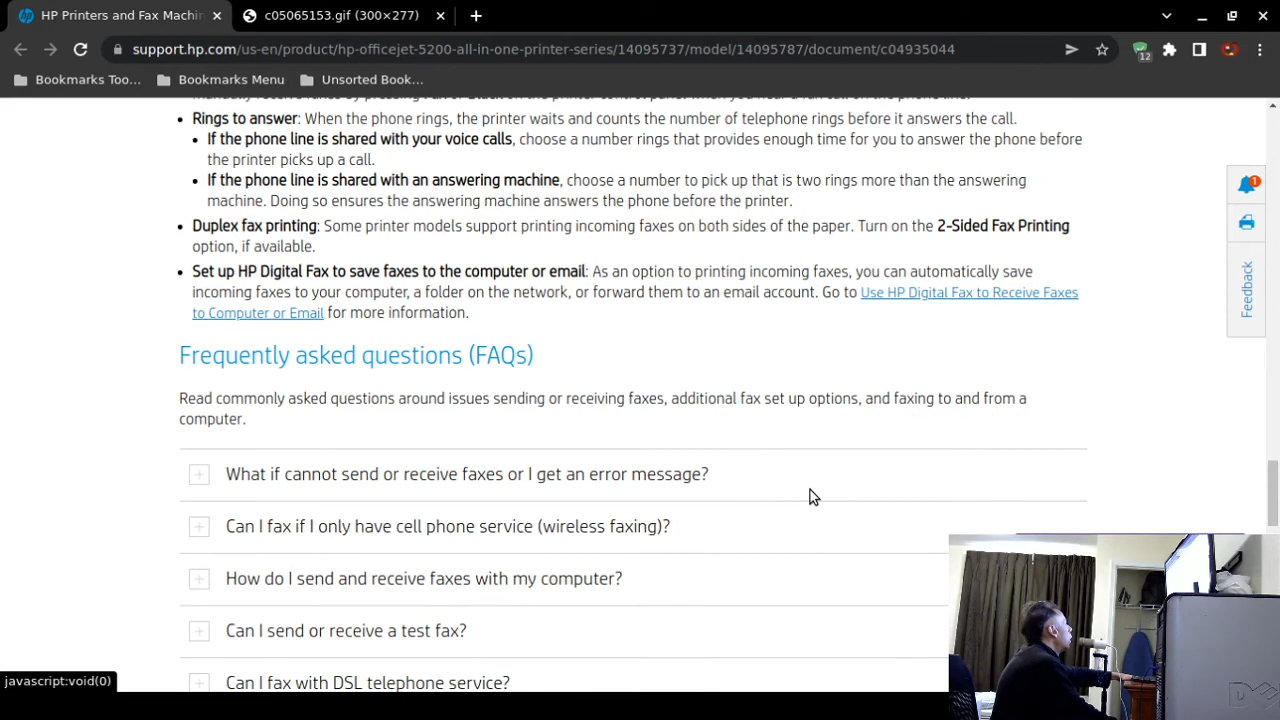 HP Printers and Fax Machin
c05065153.gif (300×277)
support.hp.com/us-en/product/hp-officejet-5200-all-in-one-printer-series/14095737/model/14095787/document/c04935044
12
Bookmarks Too...
Bookmarks Menu
Unsorted Book...
Rings to answer: When the phone rings, the printer waits and counts the number of telephone rings before it answers the call.
If the phone line is shared with your voice calls, choose a number rings that provides enough time for you to answer the phone before
the printer picks up a call.
If the phone line is shared with an answering machine, choose a number to pick up that is two rings more than the answering
machine. Doing so ensures the answering machine answers the phone before the printer.
Duplex fax printing: Some printer models support printing incoming faxes on both sides of the paper. Turn on the 2-Sided Fax Printing
option, if available.
Set up HP Digital Fax to save faxes to the computer or email: As an option to printing incoming faxes, you can automatically save
incoming faxes to your computer, a folder on the network, or forward them to an email account. Go to Use HP Digital Fax to Receive Faxes
to Computer or Email for more information.
1
Feedback
Frequently asked questions (FAQs)
Read commonly asked questions around issues sending or receiving faxes, additional fax set up options, and faxing to and from a
computer.
What if cannot send or receive faxes or I get an error message?
Can I fax if I only have cell phone service (wireless faxing)?
How do I send and receive faxes with my computer?
Can I send or receive a test fax?
Can I fax with DSL telephone service?
javascript:void(0)